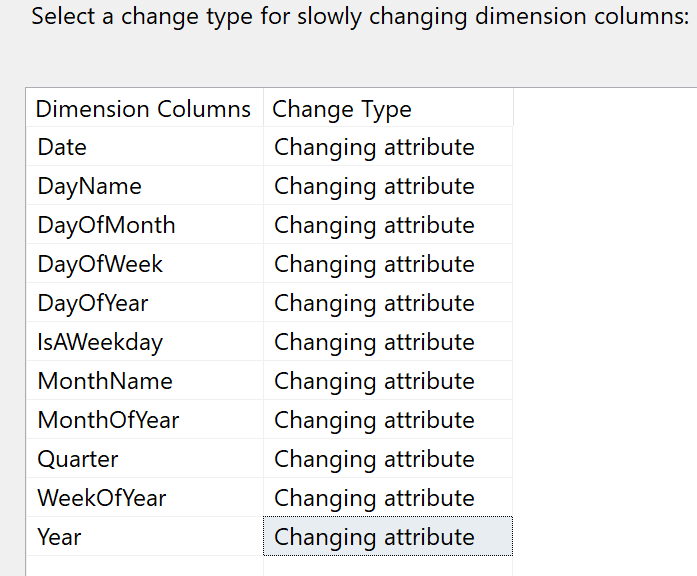 Select a change type for slowly changing dimension columns:
Dimension Columns Change Type
Date Changing attribute
DayName Changing attribute
DayOfMonth Changing attribute
DayOfWeek Changing attribute
DayOfYear Changing attribute
IsAWeekday Changing attribute
MonthName Changing attribute
MonthOfYear Changing attribute
Quarter Changing attribute
WeekOfYear Changing attribute
Year Changing attribute